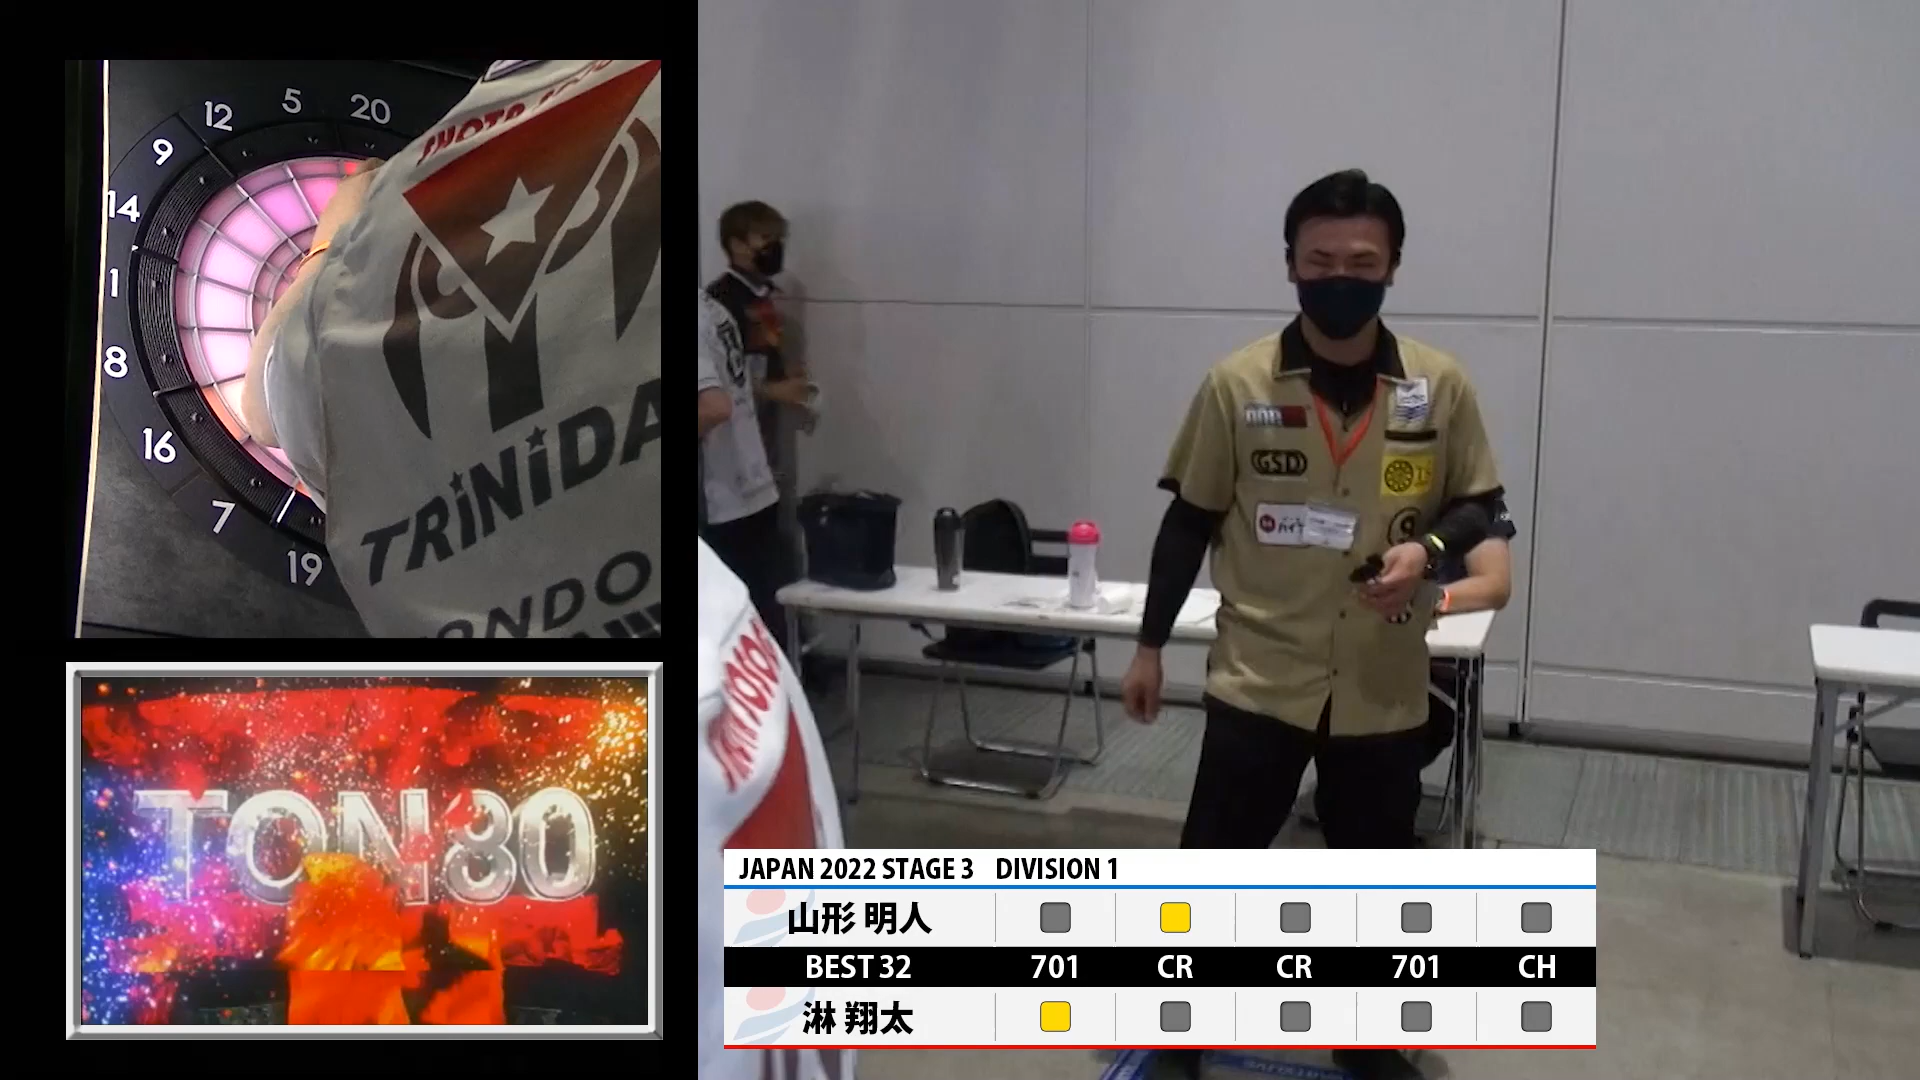 12
5
20
9
14
1
8
16
7
19
TRiNiDA
ONDO
TON80
GSD
JAPAN 2022 STAGE 3 DIVISION 1
山形 明人
BEST 32 701 CR CR 701 CH
淋 翔太